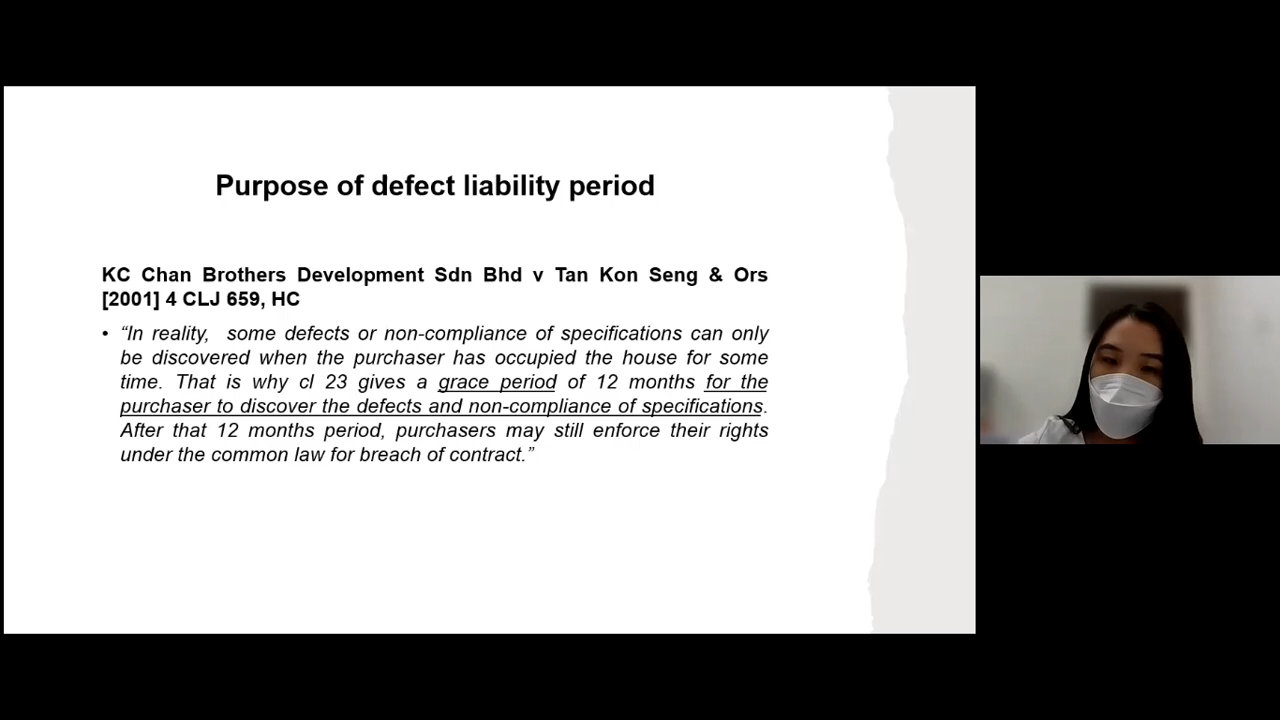 Purpose of defect liability period
KC Chan Brothers Development Sdn Bhd v Tan Kon Seng & Ors
[2001] 4 CLJ 659, HC
• “In reality, some defects or non-compliance of specifications can only
be discovered when the purchaser has occupied the house for some
time. That is why cl 23 gives a grace period of 12 months for the
purchaser to discover the defects and non-compliance of specifications.
After that 12 months period, purchasers may still enforce their rights
under the common law for breach of contract.”